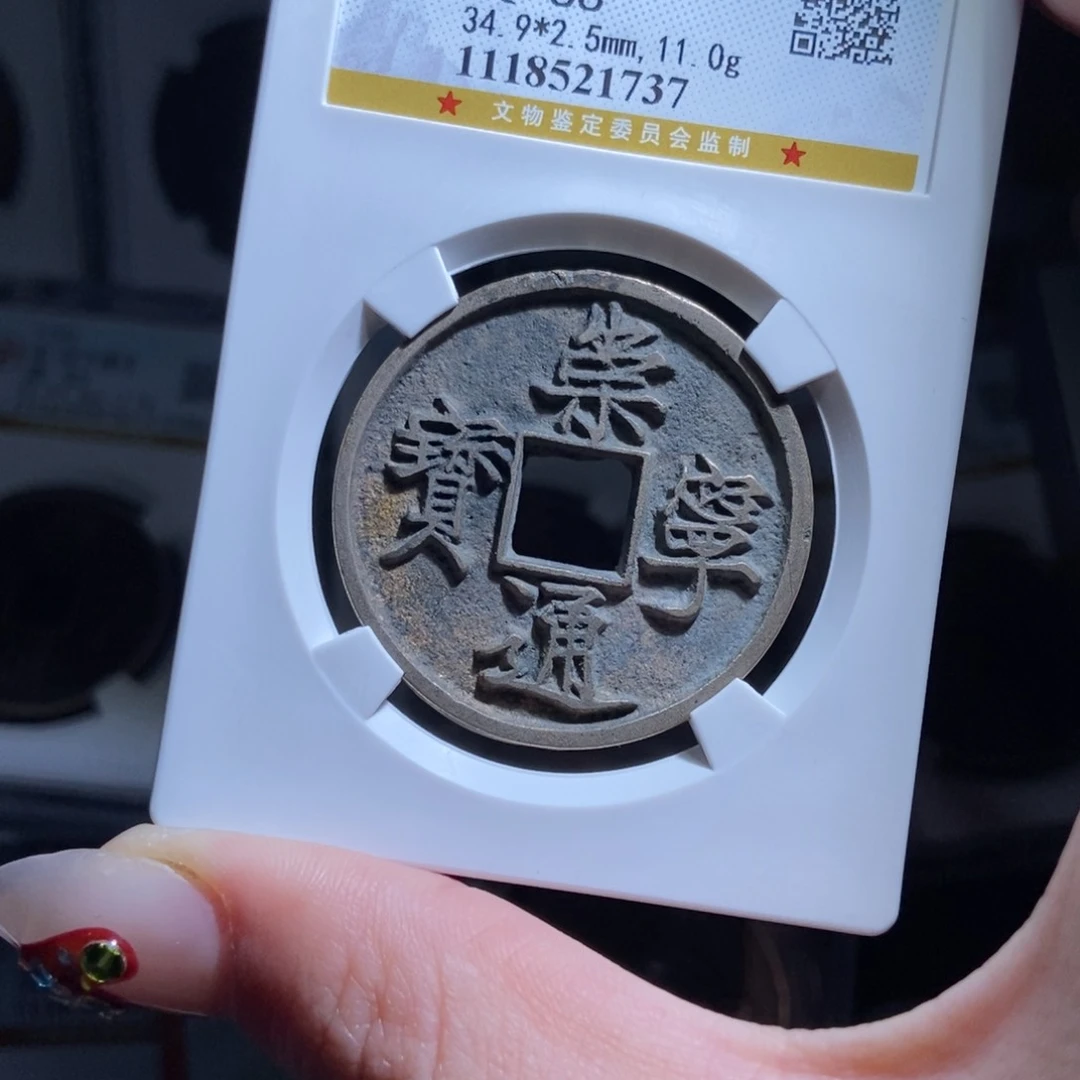 34.9*2.5mm,11.0g
1118521737
★ 文物鉴定委员会监制 ★
崇
寧
通
寶